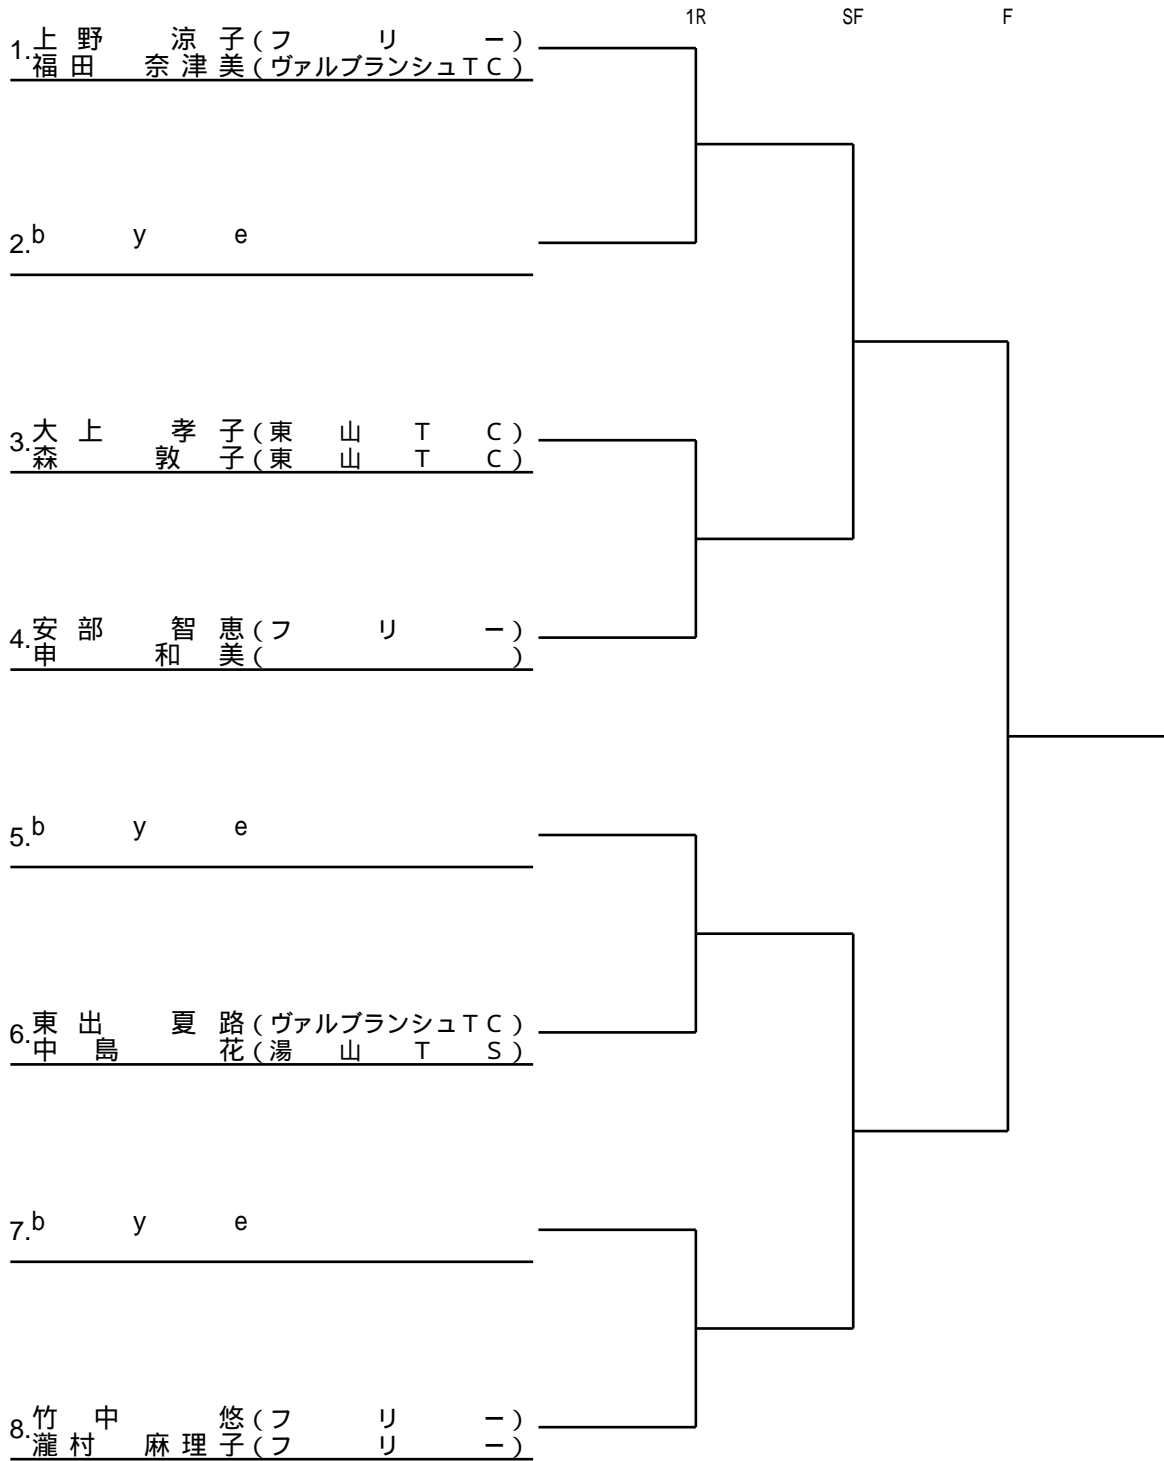 1R SF F
1. 上野 涼子(フリー)
福田 奈津美(ヴァルブランシュTC)
2. bye
3. 大上 孝子(東山TC)
森 敦子(東山TC)
4. 安部 智恵(フリー)
申 和美( )
5. bye
6. 東出 夏路(ヴァルブランシュTC)
中島 花(湯山TS)
7. bye
8. 竹中 悠(フリー)
瀧村 麻理子(フリー)